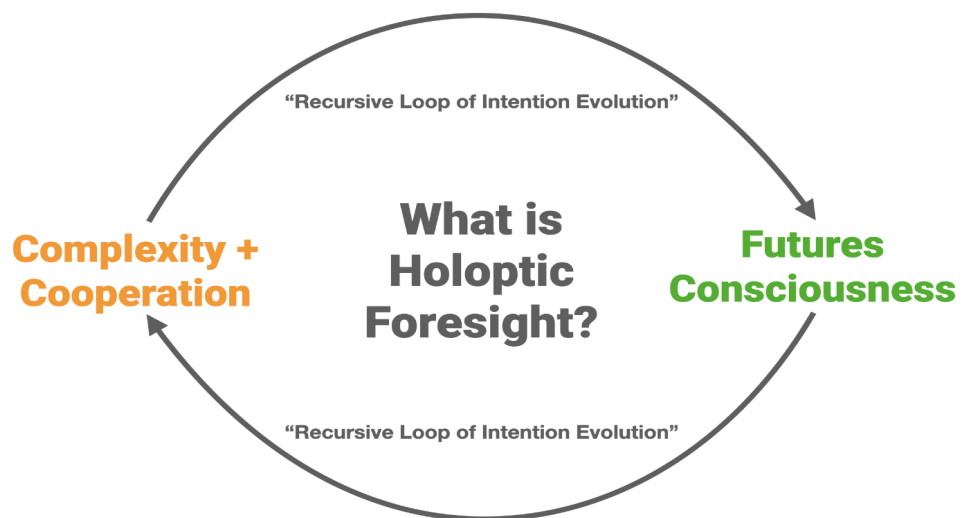 “Recursive Loop of Intention Evolution”
What is
Holoptic
Foresight?
Complexity +
Cooperation
Futures
Consciousness
“Recursive Loop of Intention Evolution”